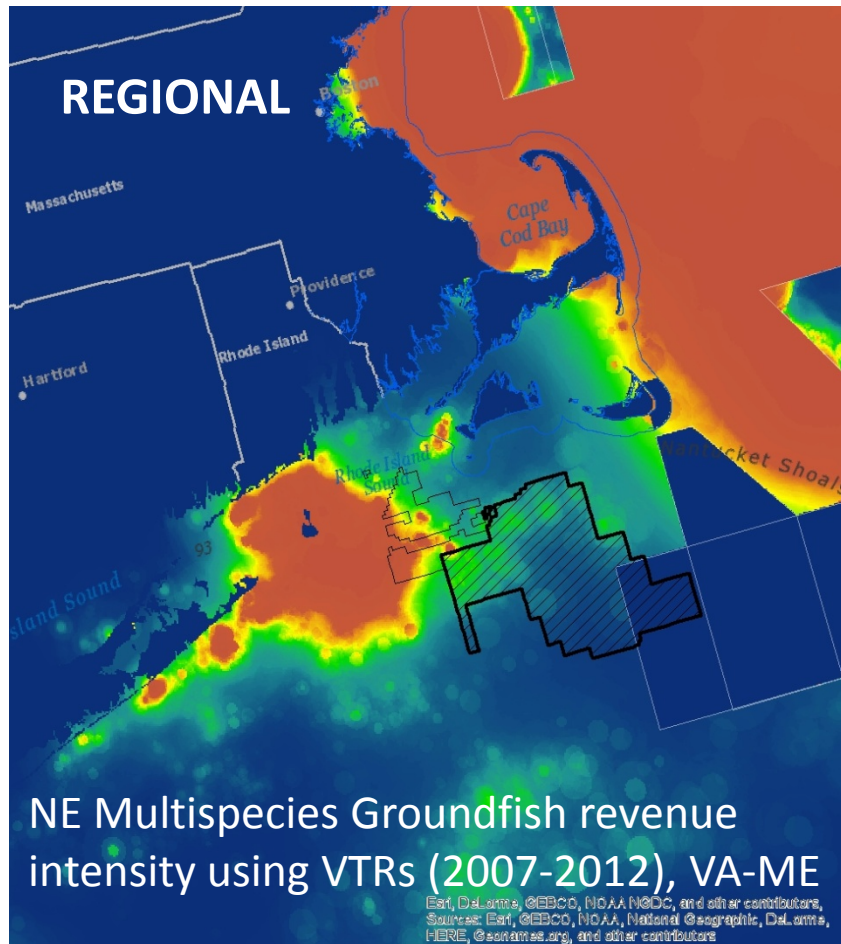 REGIONAL
Boston
Massachusetts
Cape
Cod Bay
Providence
Rhode Island
Hartford
Nantucket Shoals
Rhode Island
Sound
93
sland Sound
NE Multispecies Groundfish revenue
intensity using VTRs (2007-2012), VA-ME
Esri, DeLorme, GEBCO, NOAA NGDC, and other contributors,
Sources: Esri, GEBCO, NOAA, National Geographic, DeLorme,
HERE, Geonames.org, and other contributors